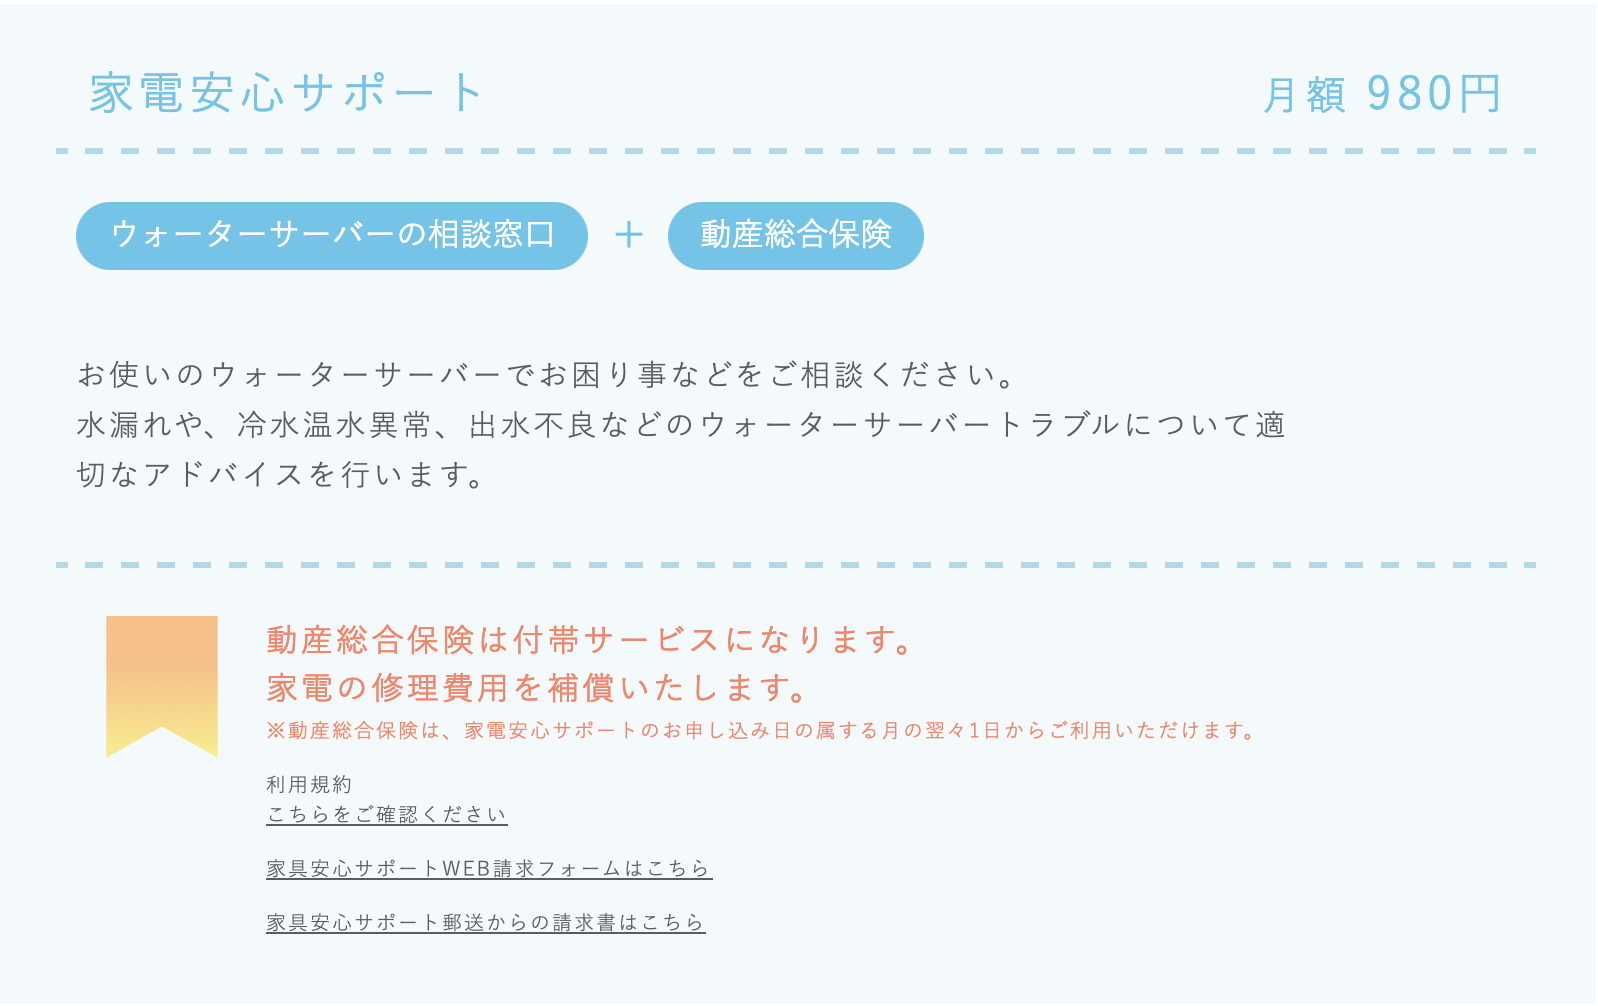 家電安心サポート
月額 980円
ウォーターサーバーの相談窓口 + 動産総合保険
お使いのウォーターサーバーでお困り事などをご相談ください。
水漏れや、冷水温水異常、出水不良などのウォーターサーバートラブルについて適
切なアドバイスを行います。
動産総合保険は付帯サービスになります。
家電の修理費用を補償いたします。
※動産総合保険は、家電安心サポートのお申し込み日の属する月の翌々1日からご利用いただけます。
利用規約
こちらをご確認ください
家具安心サポートWEB請求フォームはこちら
家具安心サポート郵送からの請求書はこちら